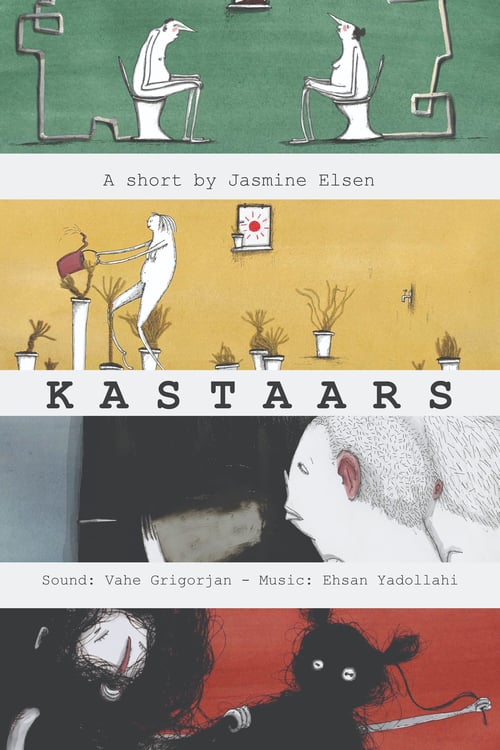 A short by Jasmine Elsen
KASTAARS
Sound: Vahe Grigorjan - Music: Ehsan Yadollahi